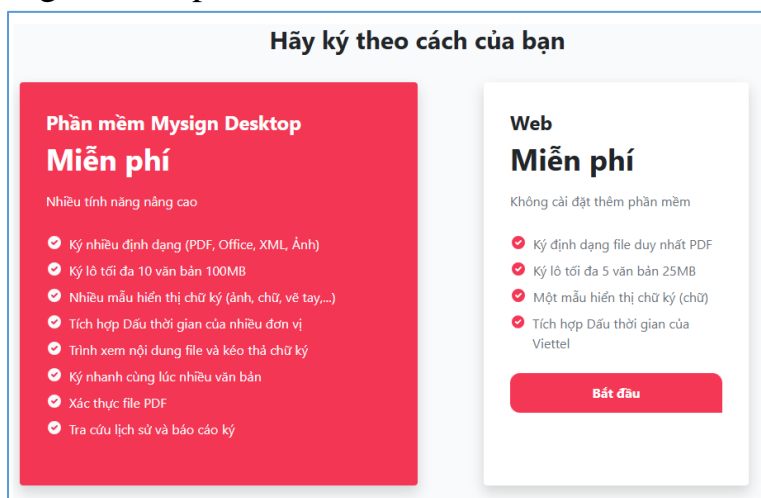 Hãy ký theo cách của bạn
Phần mềm Mysign Desktop
Miễn phí
Nhiều tính năng nâng cao
Ký nhiều định dạng (PDF, Office, XML, Ảnh)
Ký lô tối đa 10 văn bản 100MB
Nhiều mẫu hiển thị chữ ký (ảnh, chữ, vẽ tay,...)
Tích hợp Dấu thời gian của nhiều đơn vị
Trình xem nội dung file và kéo thả chữ ký
Ký nhanh cùng lúc nhiều văn bản
Xác thực file PDF
Tra cứu lịch sử và báo cáo ký
Web
Miễn phí
Không cài đặt thêm phần mềm
Ký định dạng file duy nhất PDF
Ký lô tối đa 5 văn bản 25MB
Một mẫu hiển thị chữ ký (chữ)
Tích hợp Dấu thời gian của
Viettel
Bắt đầu